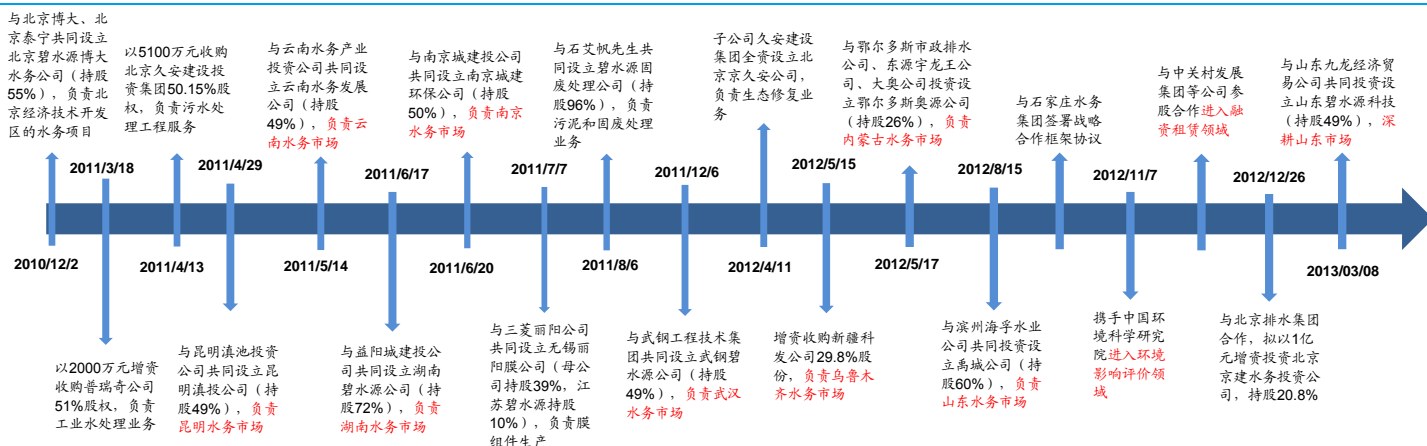 与北京博大、北
京泰宁共同设立
北京碧水源博大
水务公司（持股
55%），负责北
京经济技术开发
区的水务项目
以5100万元收购
北京久安建设投
资集团50.15%股
权，负责污水处
理工程服务
与云南水务产业
投资公司共同设
立云南水务发展
公司（持股
49%），负责云
南水务市场
与南京城建投公司
共同设立南京城建
环保公司（持股
50%），负责南京
水务市场
与石艾帆先生共
同设立碧水源固
废处理公司（持
股96%），负责
污泥和固废处理
业务
子公司久安建设
集团全资设立北
京京久安公司，
负责生态修复业
务
与鄂尔多斯市政排水
公司、东源宇龙王公
司、大奥公司投资设
立鄂尔多斯奥源公司
（持股26%），负责
内蒙古水务市场
与石家庄水务
集团签署战略
合作框架协议
与中关村发展
集团等公司参
股合作进入融
资租赁领域
与山东九龙经济贸
易公司共同投资设
立山东碧水源科技
（持股49%），深
耕山东市场
2011/3/18
2011/4/29
2011/6/17
2011/7/7
2011/12/6
2012/5/15
2012/8/15
2012/11/7
2012/12/26
2010/12/2
2011/4/13
2011/5/14
2011/6/20
2011/8/6
2012/4/11
2012/5/17
2013/03/08
以2000万元增资
收购普瑞奇公司
51%股权，负责
工业水处理业务
与昆明滇池投资
公司共同设立昆
明滇投公司（持
股49%），负责
昆明水务市场
与益阳城建投公
司共同设立湖南
碧水源公司（持
股72%），负责
湖南水务市场
与三菱丽阳公司
共同设立无锡丽
阳膜公司（母公
司持股39%，江
苏碧水源持股
10%），负责膜
组件生产
与武钢工程技术集
团共同设立武钢碧
水源公司（持股
49%），负责武汉
水务市场
增资收购新疆科
发公司29.8%股
份，负责乌鲁木
齐水务市场
与滨州海孚水业
公司共同投资设
立禹城公司（持
股60%），负责
山东水务市场
携手中国环
境科学研究
院进入环境
影响评价领
域
与北京排水集团
合作，拟以1亿
元增资投资北京
京建水务投资公
司，持股20.8%